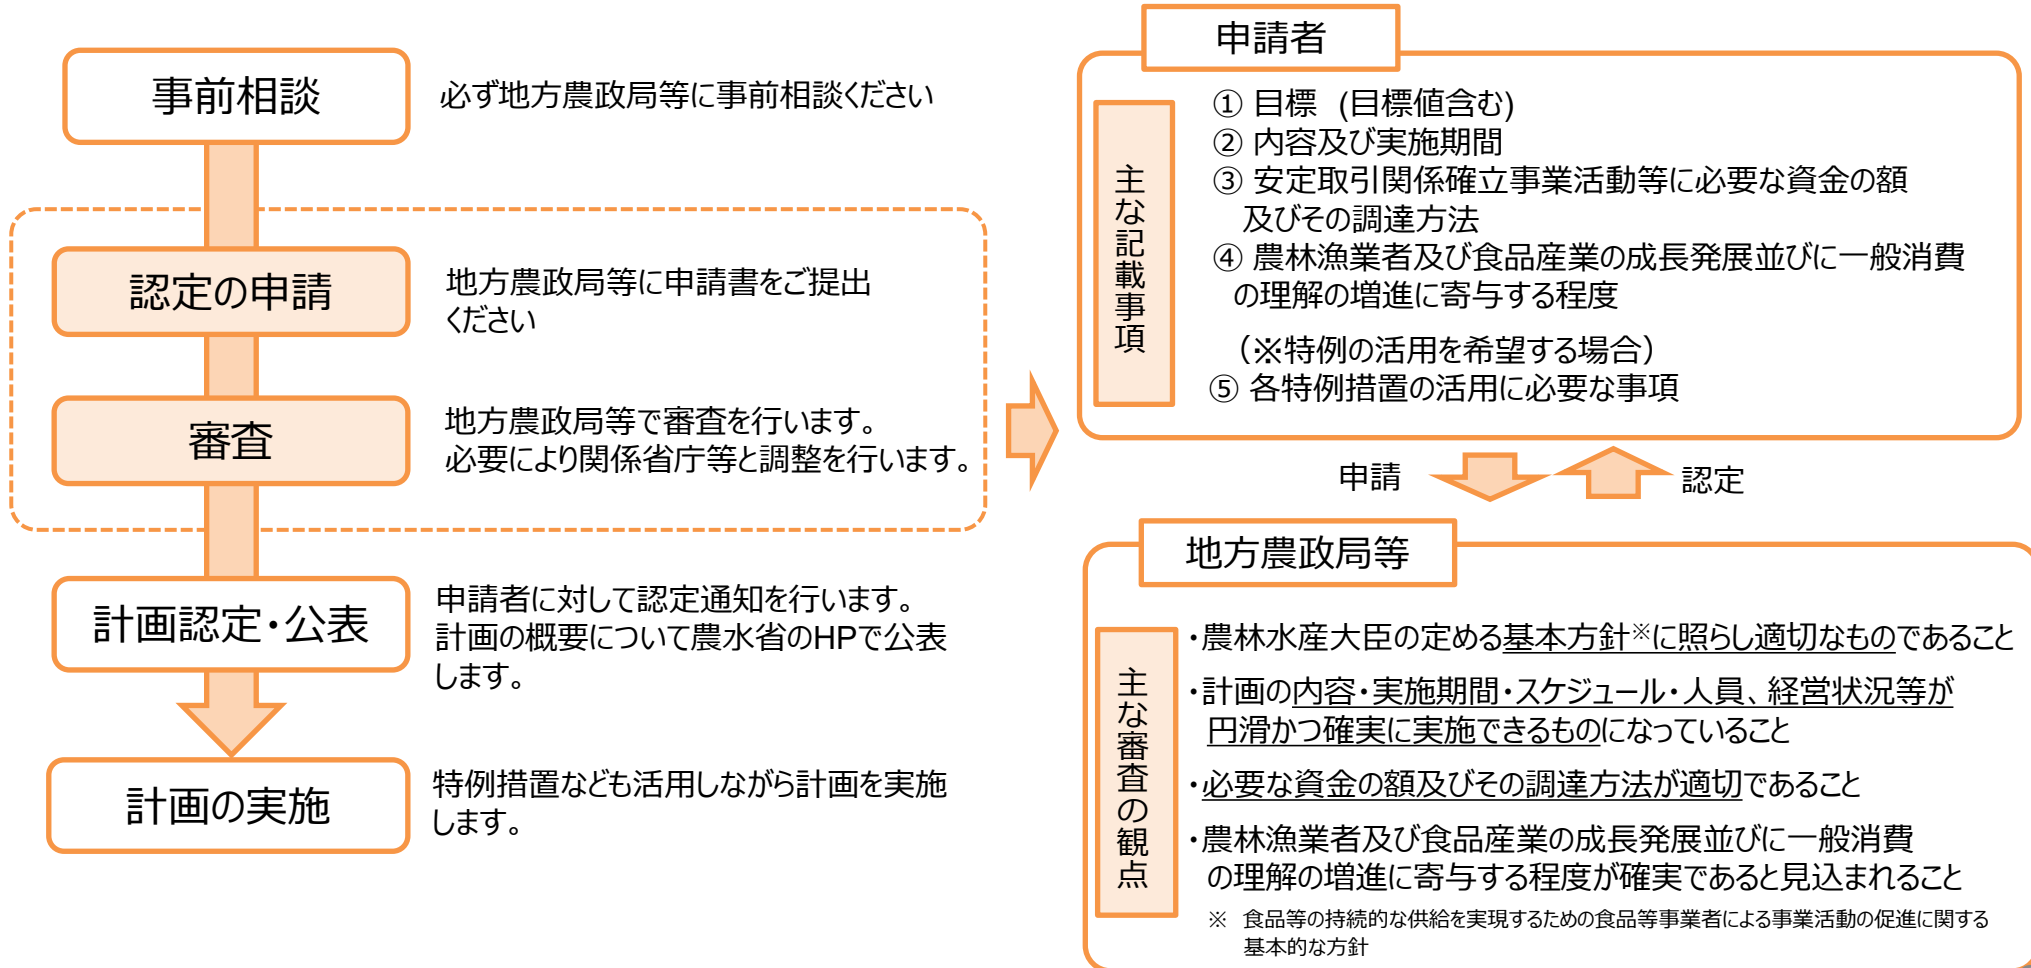 事前相談
必ず地方農政局等に事前相談ください
認定の申請
地方農政局等に申請書をご提出
ください
審査
地方農政局等で審査を行います。
必要により関係省庁等と調整を行います。
計画認定・公表
申請者に対して認定通知を行います。
計画の概要について農水省のHPで公表
します。
計画の実施
特例措置なども活用しながら計画を実施
します。
申請者
主な記載事項
① 目標 (目標値含む)
② 内容及び実施期間
③ 安定取引関係確立事業活動等に必要な資金の額
及びその調達方法
④ 農林漁業者及び食品産業の成長発展並びに一般消費
の理解の増進に寄与する程度
（※特例の活用を希望する場合）
⑤ 各特例措置の活用に必要な事項
申請
認定
地方農政局等
主な審査の観点
・農林水産大臣の定める基本方針※に照らし適切なものであること
・計画の内容・実施期間・スケジュール・人員、経営状況等が
円滑かつ確実に実施できるものになっていること
・必要な資金の額及びその調達方法が適切であること
・農林漁業者及び食品産業の成長発展並びに一般消費
の理解の増進に寄与する程度が確実であると見込まれること
※ 食品等の持続的な供給を実現するための食品等事業者による事業活動の促進に関する
基本的な方針